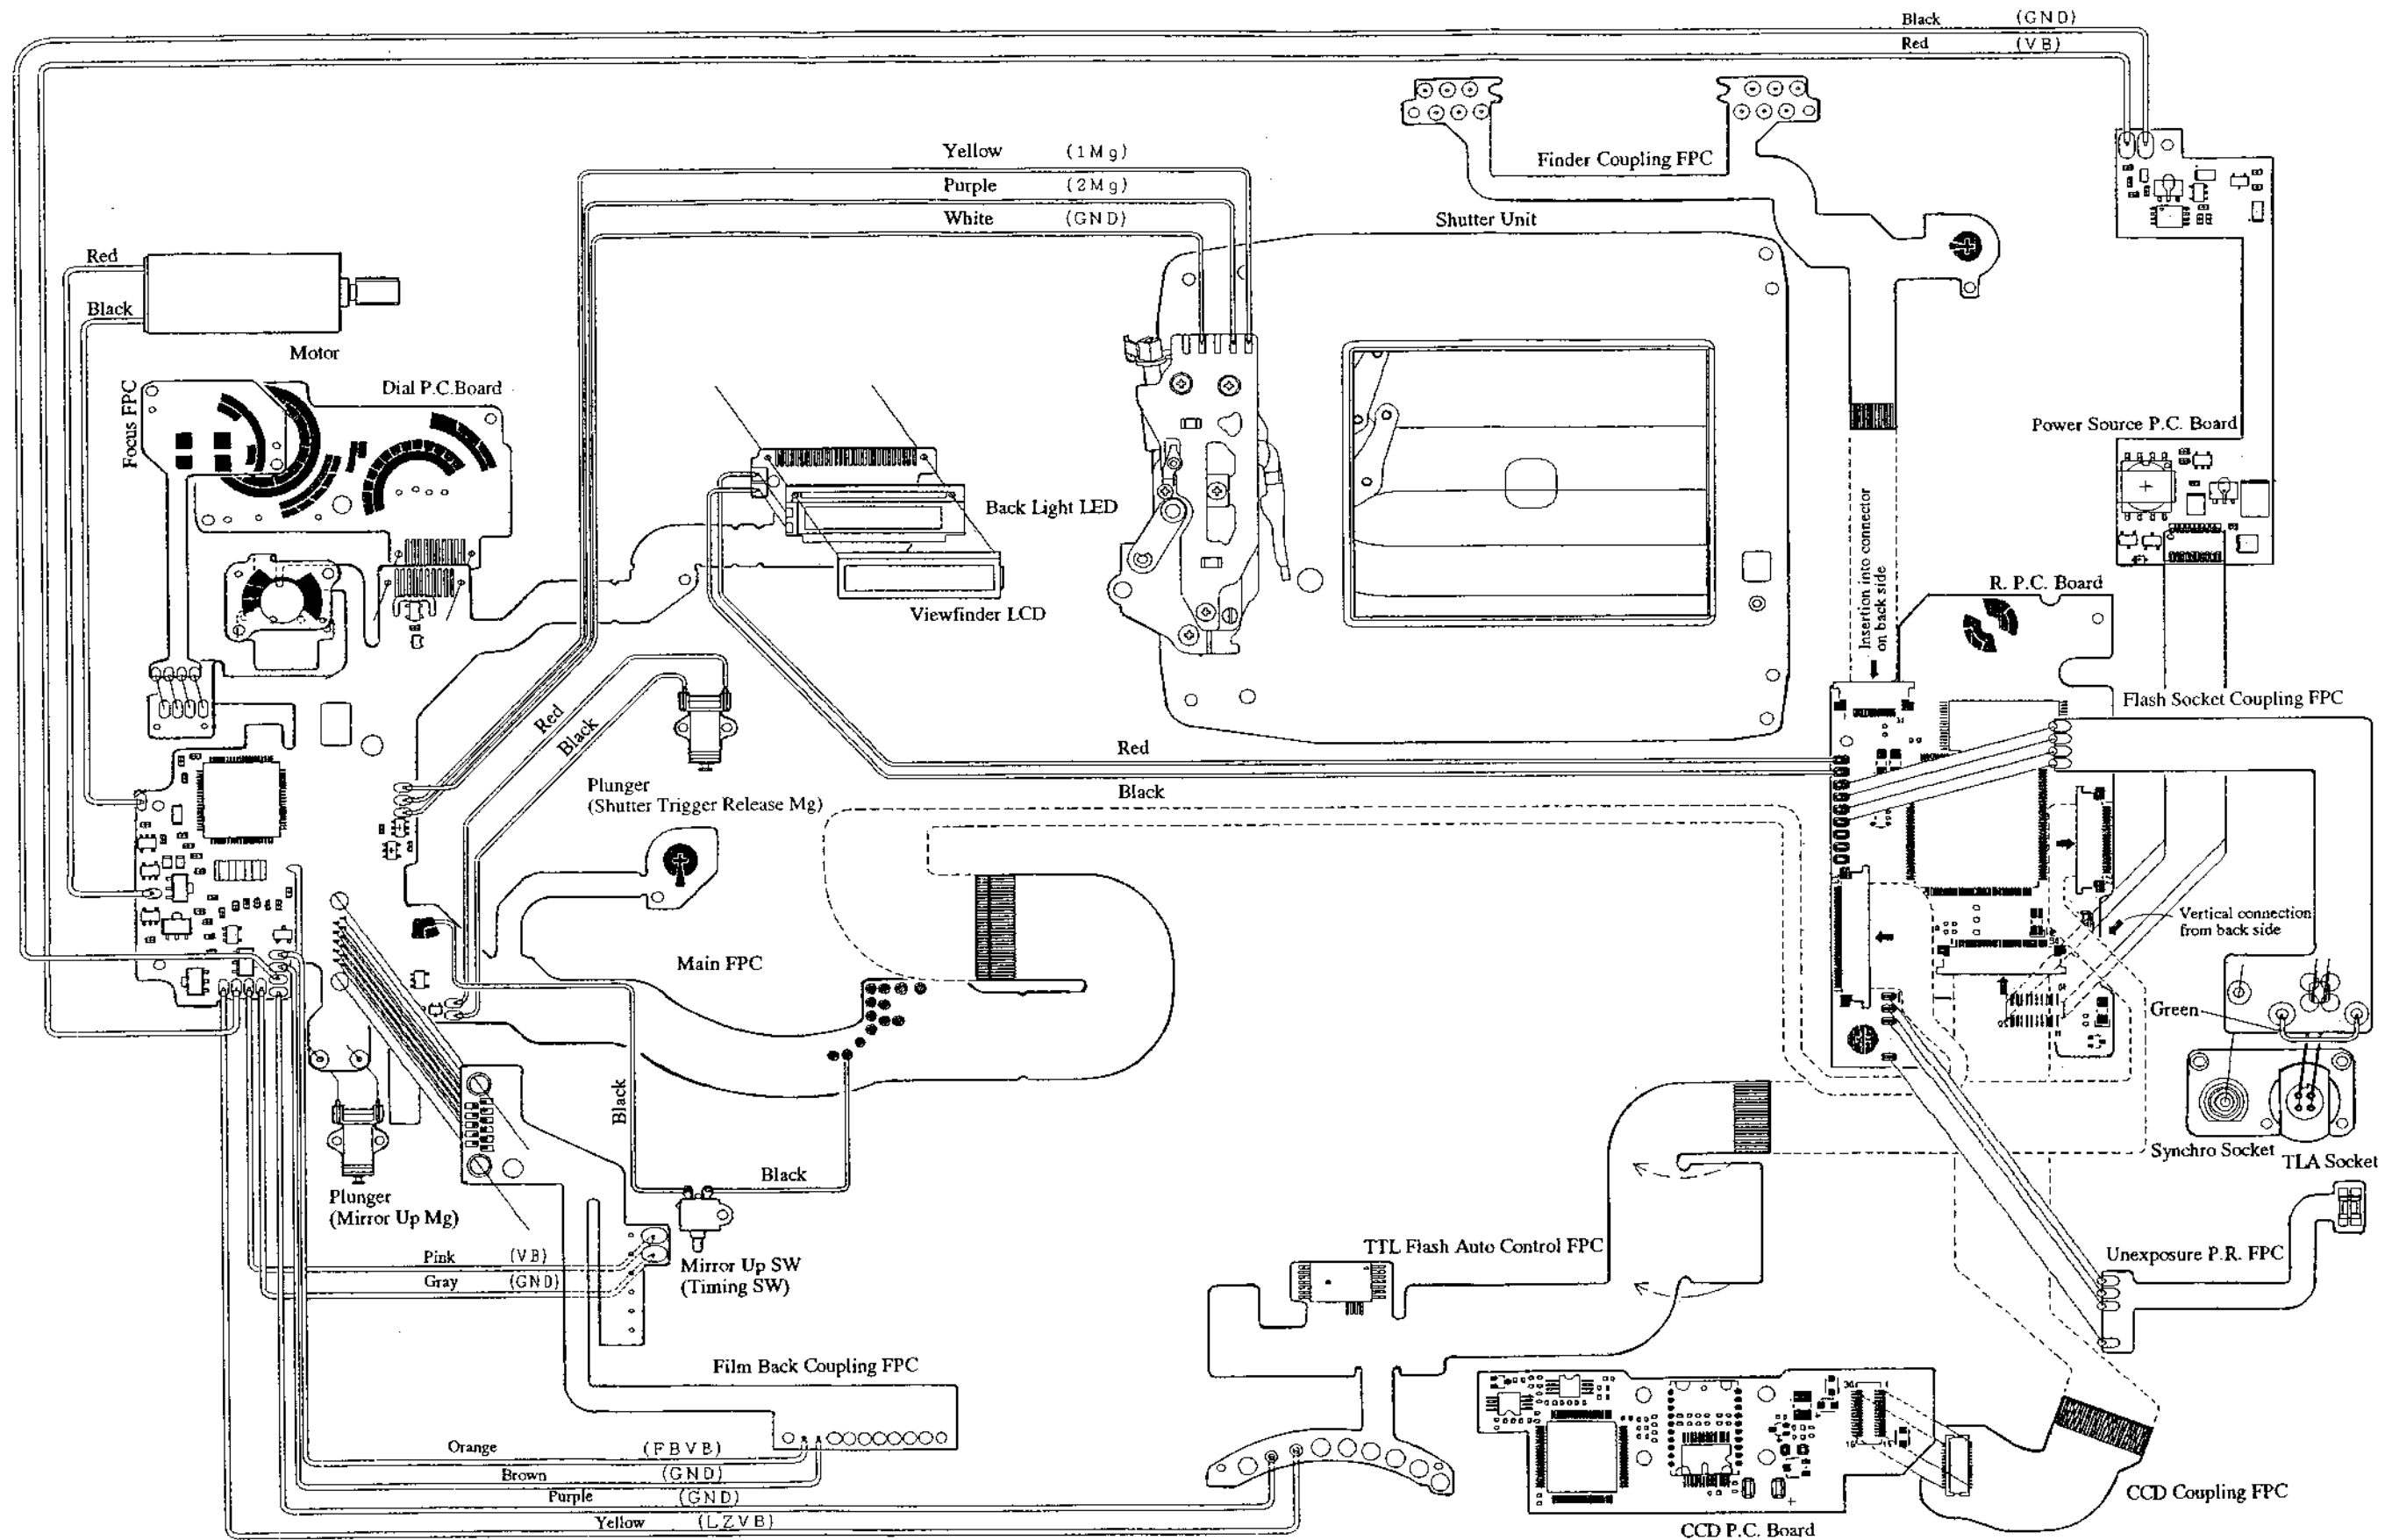 Black (GND)
Red (VB)
Yellow (1Mg)
Purple (2Mg)
White (GND)
Finder Coupling FPC
Shutter Unit
Red
Black
Motor
Dial P.C.Board
Focus FPC
Power Source P.C. Board
Back Light LED
Viewfinder LCD
Insertion into connector
on back side
R. P.C. Board
Flash Socket Coupling FPC
Red
Black
Plunger
(Shutter Trigger Release Mg)
Red
Black
Main FPC
Vertical connection
from back side
Green
Synchro Socket
TLA Socket
Black
Black
Plunger
(Mirror Up Mg)
Pink (VB)
Gray (GND)
Mirror Up SW
(Timing SW)
TTL Flash Auto Control FPC
Unexposure P.R. FPC
Film Back Coupling FPC
Orange (FBVB)
Brown (GND)
Purple (GND)
Yellow (LZVB)
CCD P.C. Board
CCD Coupling FPC